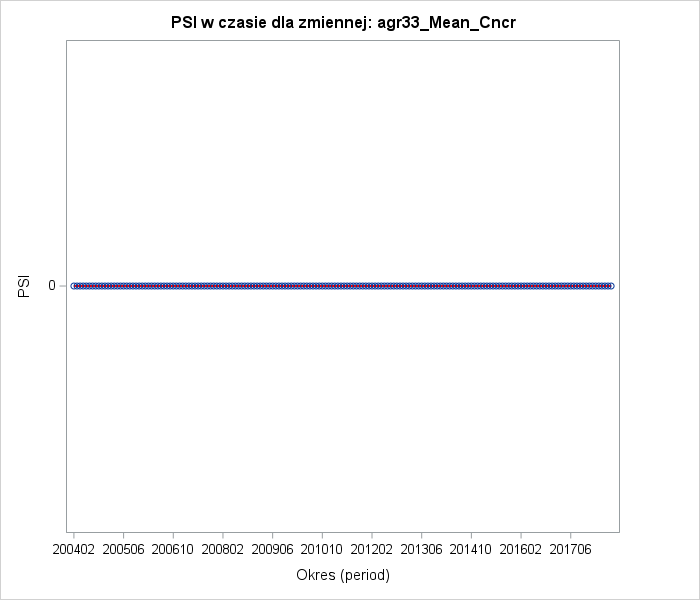 PSI w czasie dla zmiennej: agr33_Mean_Cncr
PSI
0
200402 200506 200610 200802 200906 201010 201202 201306 201410 201602 201706
Okres (period)